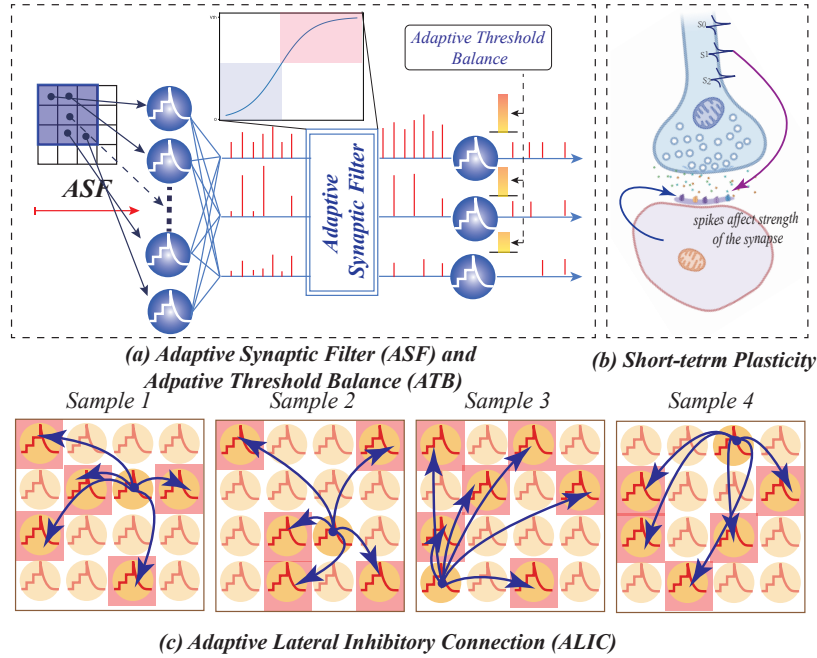 Vth
Adaptive Threshold
Balance
ASF
Adaptive
Synaptic Filter
S0
S1
S2
spikes affect strength
of the synapse
(a) Adaptive Synaptic Filter (ASF) and
Adpative Threshold Balance (ATB)
(b) Short-tetrm Plasticity
Sample 1
Sample 2
Sample 3
Sample 4
(c) Adaptive Lateral Inhibitory Connection (ALIC)